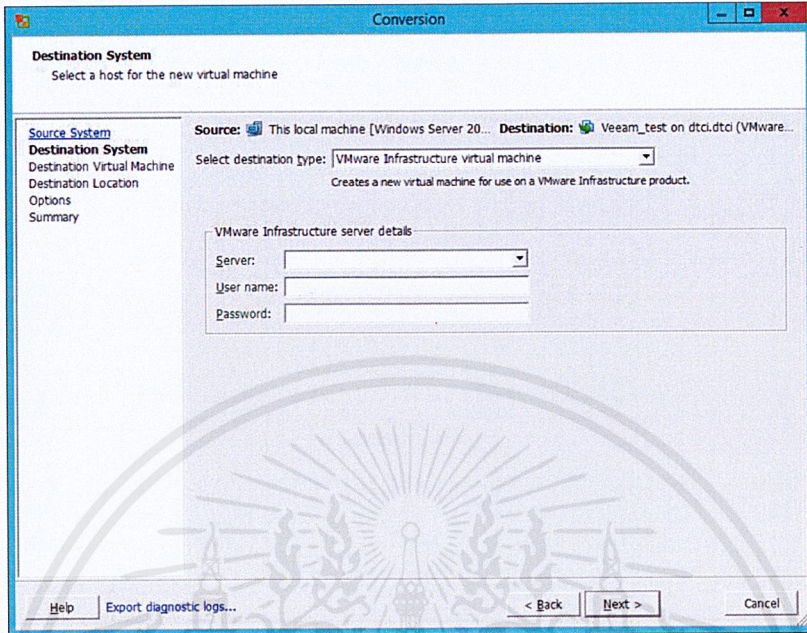 Conversion
Destination System
Select a host for the new virtual machine
Source System
Destination System
Destination Virtual Machine
Destination Location
Options
Summary
Source: This local machine [Windows Server 20... Destination: Veeam_test on dtci.dtci (VMware...
Select destination type: VMware Infrastructure virtual machine
Creates a new virtual machine for use on a VMware Infrastructure product.
VMware Infrastructure server details
Server:
User name:
Password:
Help
Export diagnostic logs...
< Back
Next >
Cancel